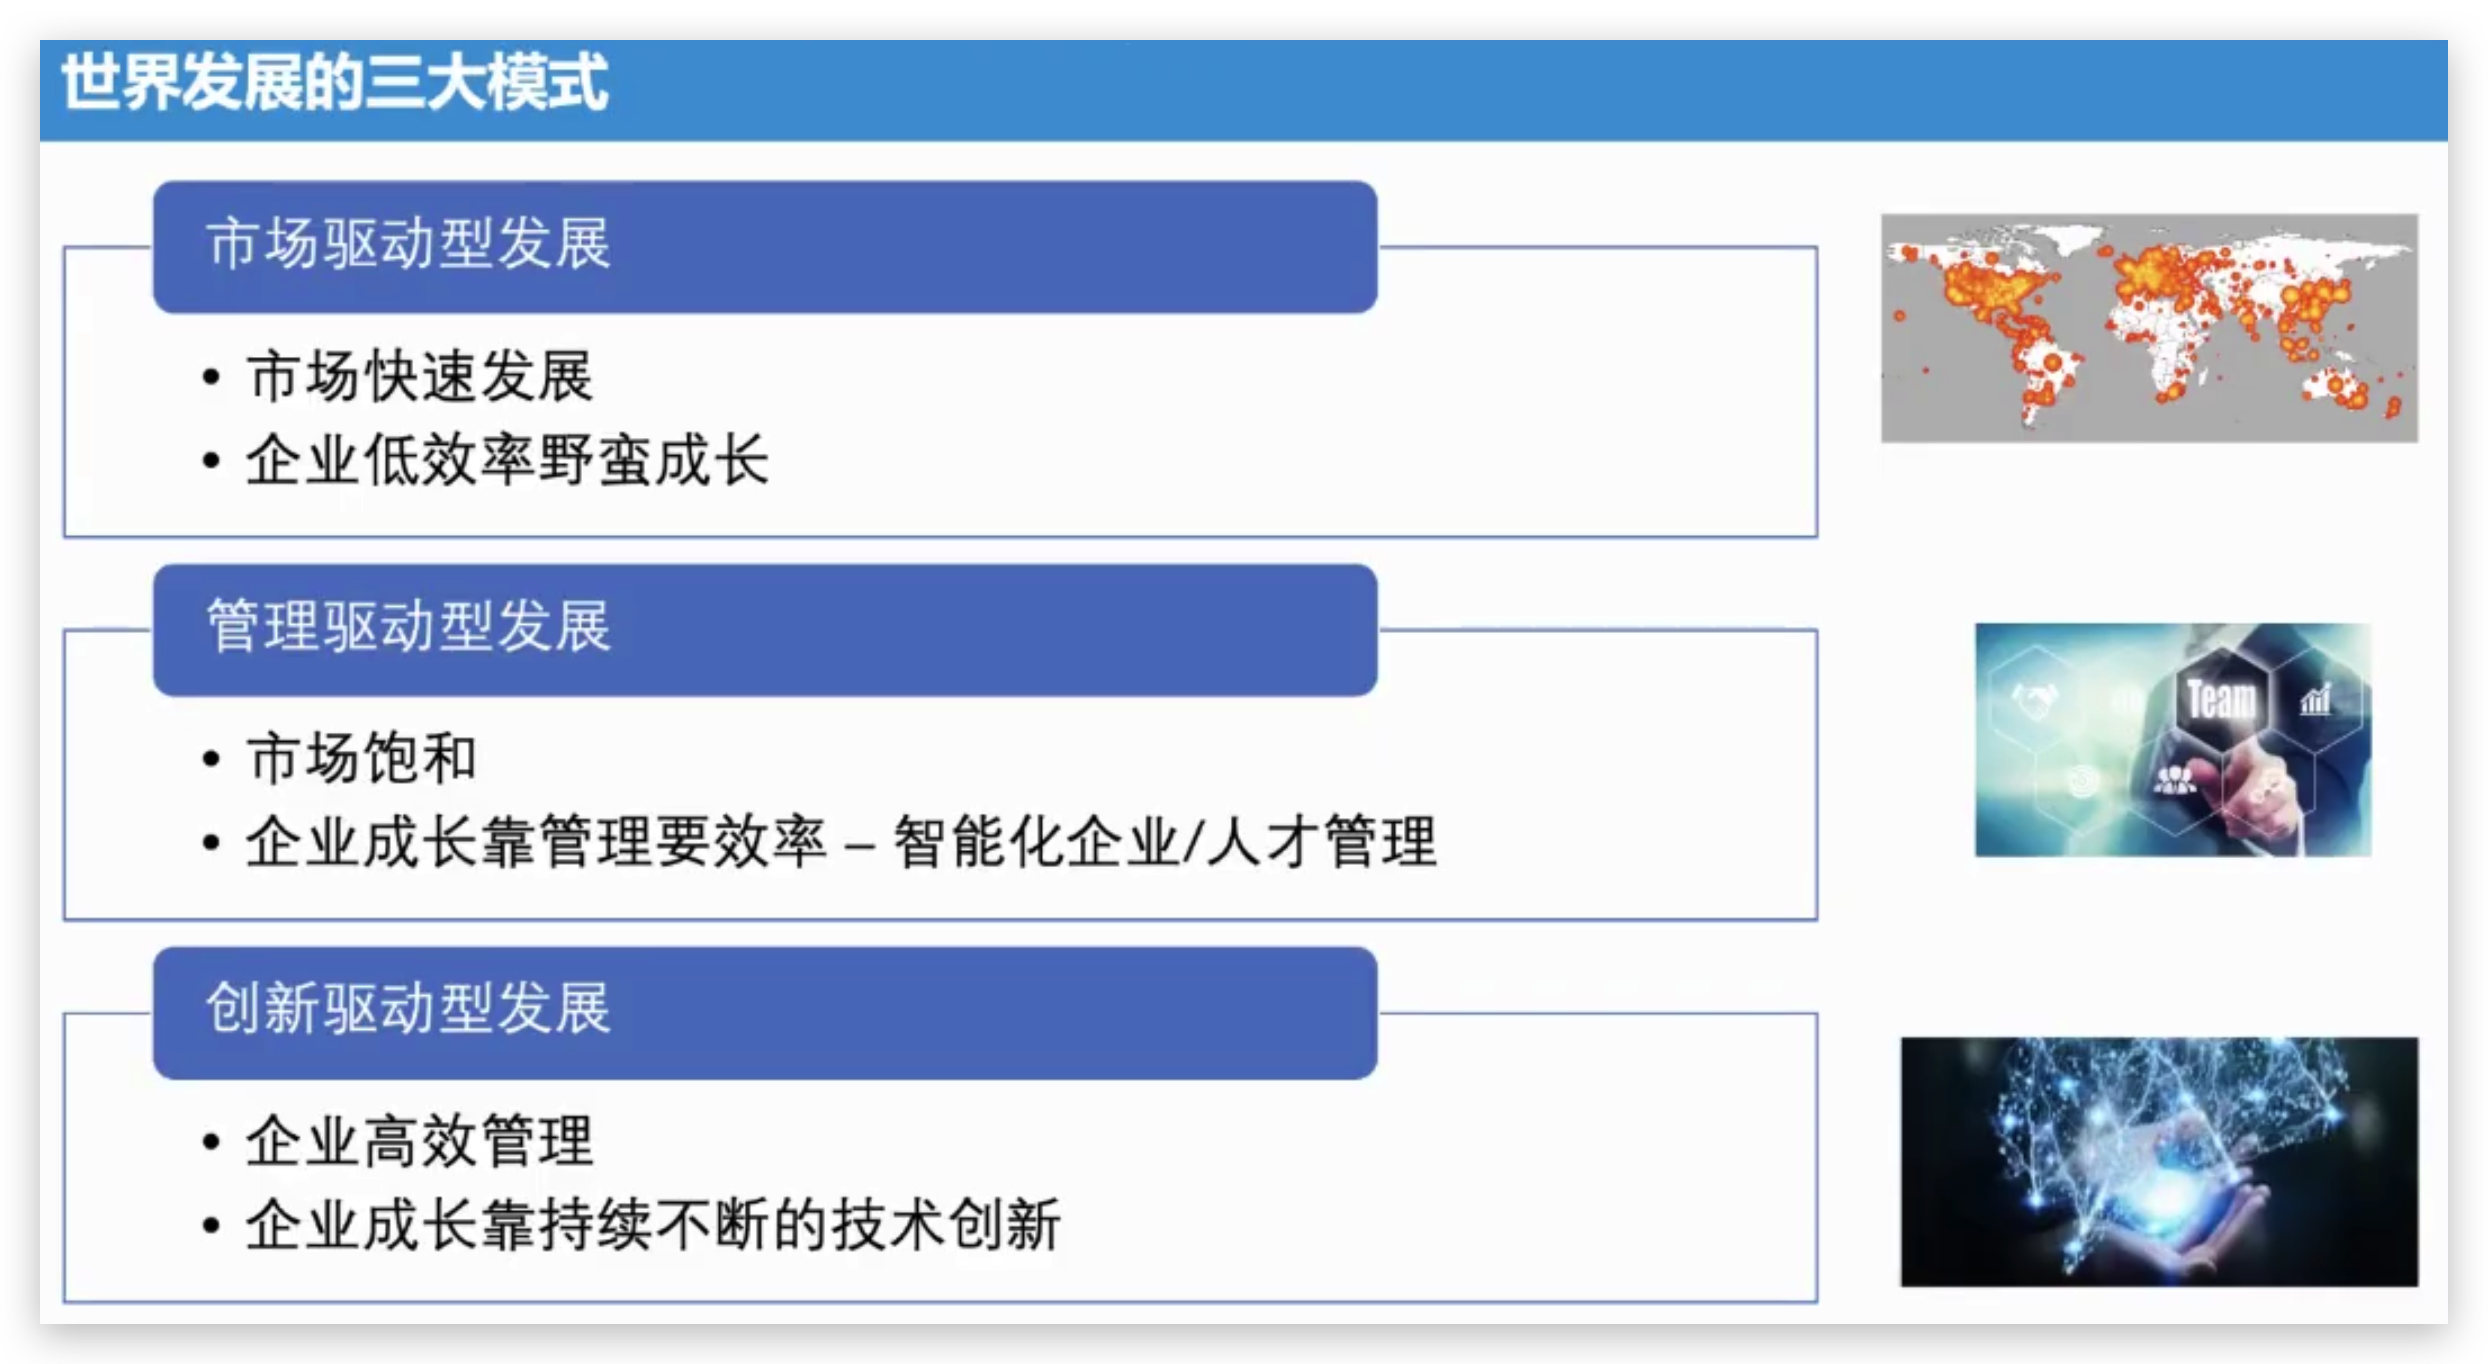 世界发展的三大模式
市场驱动型发展
• 市场快速发展
• 企业低效率野蛮成长
管理驱动型发展
• 市场饱和
• 企业成长靠管理要效率 – 智能化企业/人才管理
Team
创新驱动型发展
• 企业高效管理
• 企业成长靠持续不断的技术创新